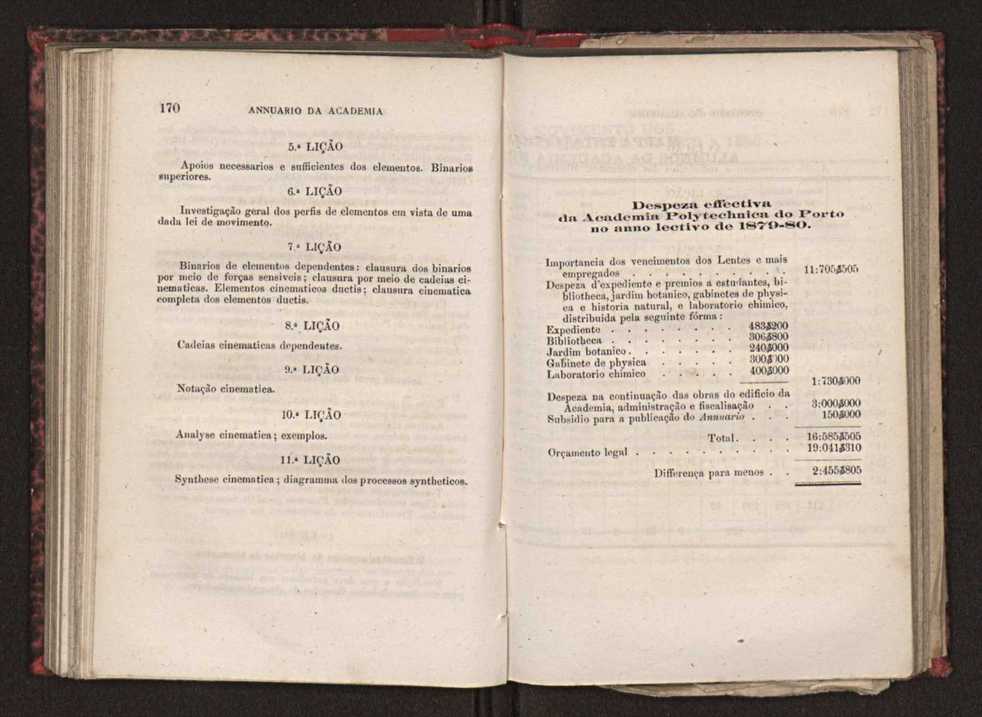 170 ANNUARIO DA ACADEMIA
5.ª LIÇÃO
Apoios necessarios e sufficientes dos elementos. Binarios
superiores.
6.ª LIÇÃO
Investigação geral dos perfis de elementos em vista de uma
dada lei de movimento.
7.ª LIÇÃO
Binarios de elementos dependentes: clausura dos binarios
por meio de forças sensiveis; clausura por meio de cadeias ci-
nematicas. Elementos cinematicos ductis; clausura cinematica
completa dos elementos ductis.
8.ª LIÇÃO
Cadeias cinematicas dependentes.
9.ª LIÇÃO
Notação cinematica.
10.ª LIÇÃO
Analyse cinematica; exemplos.
11.ª LIÇÃO
Synthese cinematica; diagramma dos processos syntheticos.
Despeza effectiva
da Academia Polytechnica do Porto
no anno lectivo de 1879-80.
Importancia dos vencimentos dos Lentes e mais
empregados . . . . . . . . . . 11:705$505
Despeza d'expediente e premios a estudantes, bi-
bliotheca, jardim botanico, gabinetes de physi-
ca e historia natural, e laboratorio chimico,
distribuida pela seguinte fórma:
Expediente . . . . . . . . 483$200
Bibliotheca . . . . . . . . 306$800
Jardim botanico . . . . . . . 240$000
Gabinete de physica . . . . . 300$000
Laboratorio chimico . . . . . 400$000
1:730$000
Despeza na continuação das obras do edificio da
Academia, administração e fiscalisação . . 3:000$000
Subsidio para a publicação do Annuario . . . 150$000
Total . . . . 16:585$505
Orçamento legal . . . . . . . . . . 19:041$310
Differença para menos . . 2:455$805